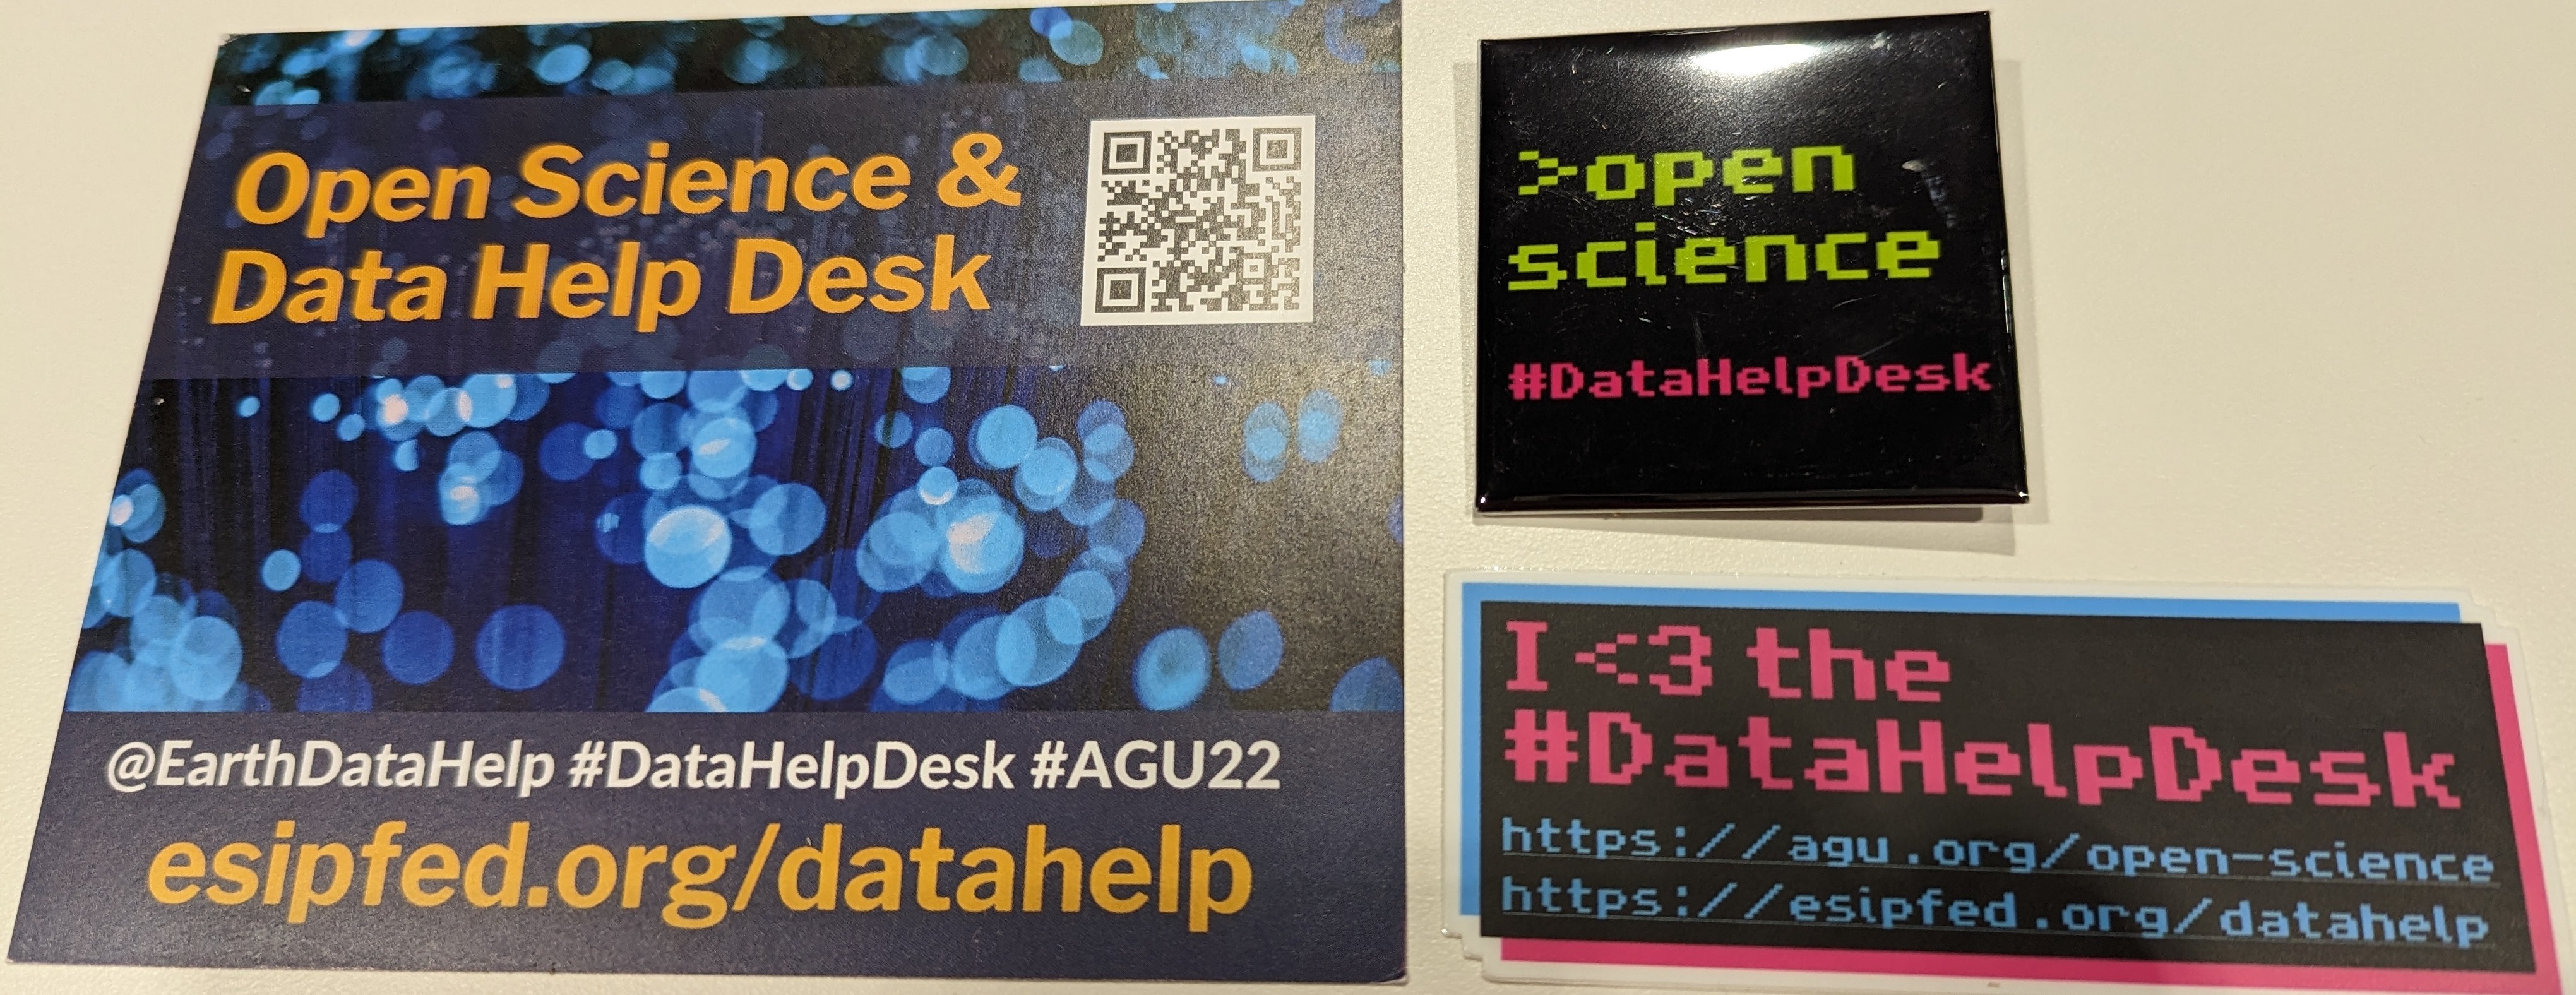 Open Science &
Data Help Desk
@EarthDataHelp #DataHelpDesk #AGU22
esipfed.org/datahelp
>open
science
#DataHelpDesk
I <3 the
#DataHelpDesk
https://agu.org/open-science
https://esipfed.org/datahelp